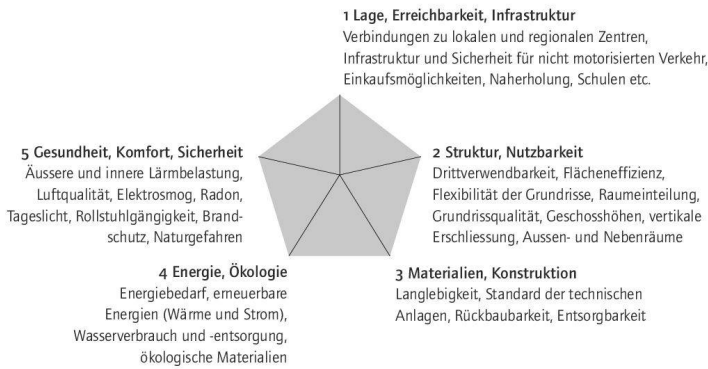 1 Lage, Erreichbarkeit, Infrastruktur
Verbindungen zu lokalen und regionalen Zentren,
Infrastruktur und Sicherheit für nicht motorisierten Verkehr,
Einkaufsmöglichkeiten, Naherholung, Schulen etc.
2 Struktur, Nutzbarkeit
Drittverwendbarkeit, Flächeneffizienz,
Flexibilität der Grundrisse, Raumeinteilung,
Grundrissqualität, Geschosshöhen, vertikale
Erschliessung, Aussen- und Nebenräume
3 Materialien, Konstruktion
Langlebigkeit, Standard der technischen
Anlagen, Rückbaubarkeit, Entsorgbarkeit
4 Energie, Ökologie
Energiebedarf, erneuerbare
Energien (Wärme und Strom),
Wasserverbrauch und -entsorgung,
ökologische Materialien
5 Gesundheit, Komfort, Sicherheit
Äussere und innere Lärmbelastung,
Luftqualität, Elektrosmog, Radon,
Tageslicht, Rollstuhlgängigkeit, Brand-
schutz, Naturgefahren